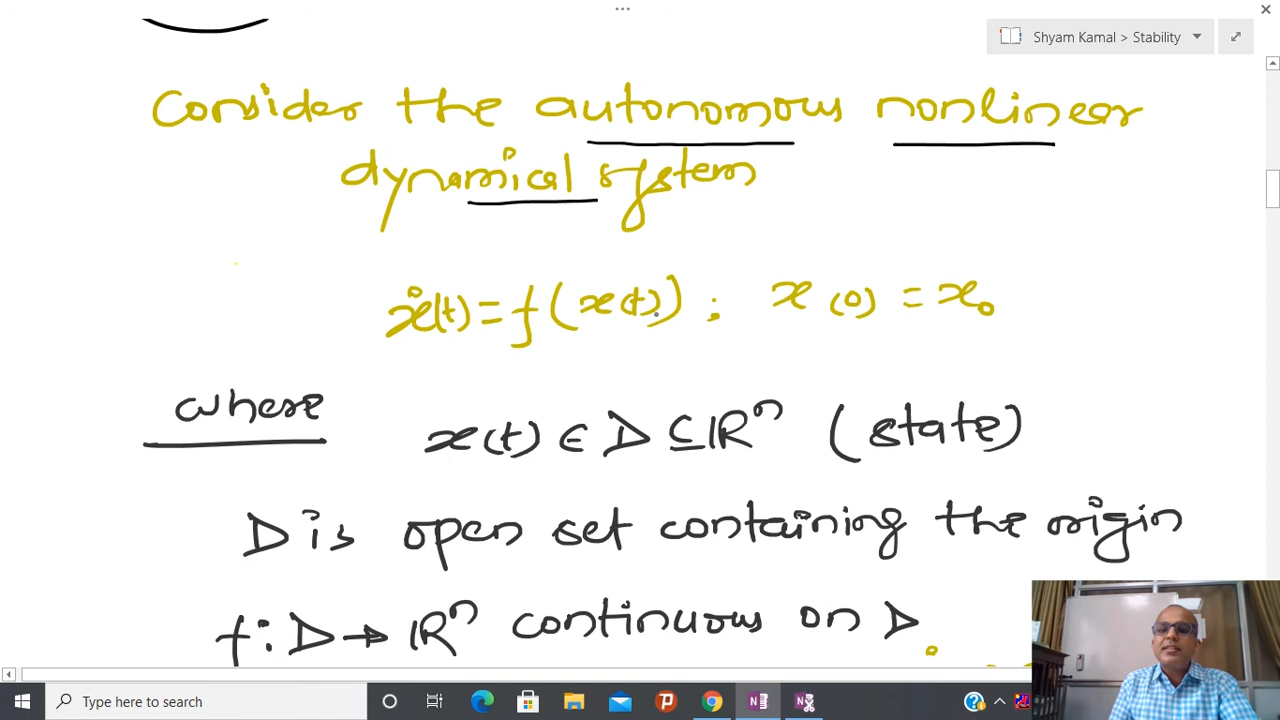 Shyam Kamal > Stability
Consider the autonomous nonlinear
dynamical system
ẋ(t) = f(x(t)) ; x(0) = x₀
where x(t) ∈ D ⊆ ℝⁿ (state)
D is open set containing the origin
f: D → ℝⁿ continuous on D.
Type here to search